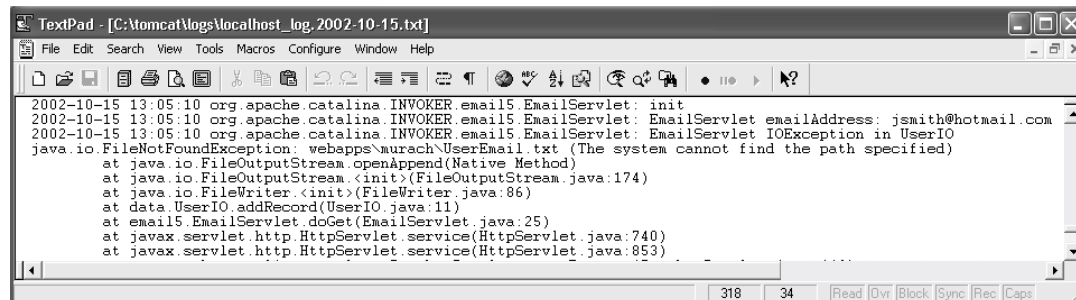 TextPad - [C:\tomcat\logs\localhost_log.2002-10-15.txt]
File Edit Search View Tools Macros Configure Window Help
2002-10-15 13:05:10 org.apache.catalina.INVOKER.email5.EmailServlet: init
2002-10-15 13:05:10 org.apache.catalina.INVOKER.email5.EmailServlet: EmailServlet emailAddress: jsmith@hotmail.com
2002-10-15 13:05:10 org.apache.catalina.INVOKER.email5.EmailServlet: EmailServlet IOException in UserIO
java.io.FileNotFoundException: webapps\murach\UserEmail.txt (The system cannot find the path specified)
at java.io.FileOutputStream.openAppend(Native Method)
at java.io.FileOutputStream.<init>(FileOutputStream.java:174)
at java.io.FileWriter.<init>(FileWriter.java:86)
at data.UserIO.addRecord(UserIO.java:11)
at email5.EmailServlet.doGet(EmailServlet.java:25)
at javax.servlet.http.HttpServlet.service(HttpServlet.java:740)
at javax.servlet.http.HttpServlet.service(HttpServlet.java:853)
318 34 Read Ovr Block Sync Rec Caps